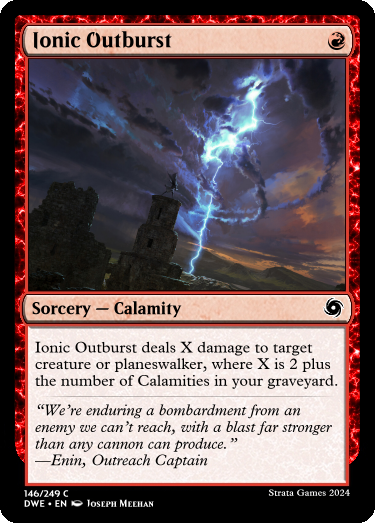 Ionic Outburst
Sorcery — Calamity
Ionic Outburst deals X damage to target
creature or planeswalker, where X is 2 plus
the number of Calamities in your graveyard.
“We’re enduring a bombardment from an
enemy we can’t reach, with a blast far stronger
than any cannon can produce.”
—Enin, Outreach Captain
146/249 C
DWE • EN Joseph Meehan
Strata Games 2024